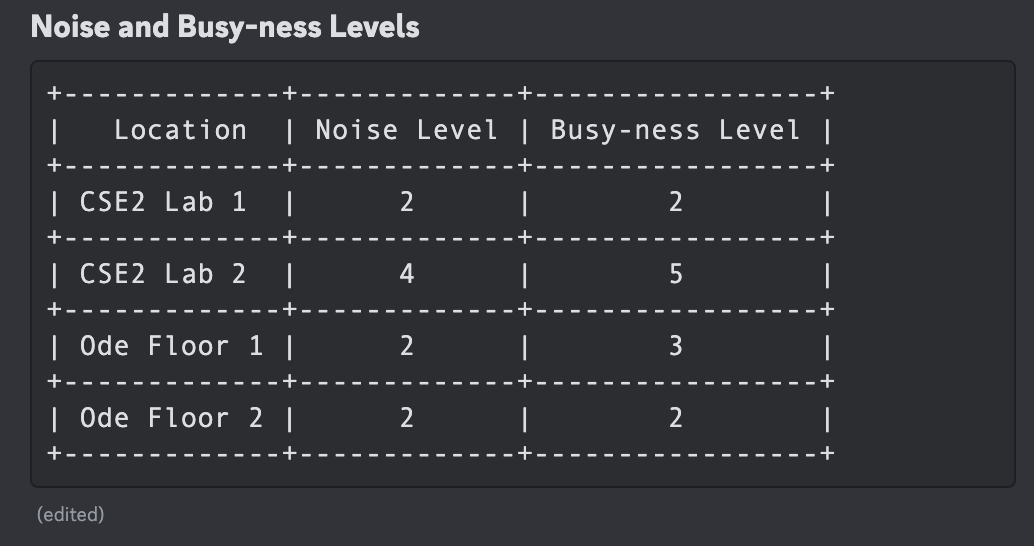 Noise and Busy-ness Levels
+-------------+-------------+-----------------+
|   Location  | Noise Level | Busy-ness Level |
+-------------+-------------+-----------------+
| CSE2 Lab 1  |      2      |        2        |
+-------------+-------------+-----------------+
| CSE2 Lab 2  |      4      |        5        |
+-------------+-------------+-----------------+
| Ode Floor 1 |      2      |        3        |
+-------------+-------------+-----------------+
| Ode Floor 2 |      2      |        2        |
+-------------+-------------+-----------------+
(edited)